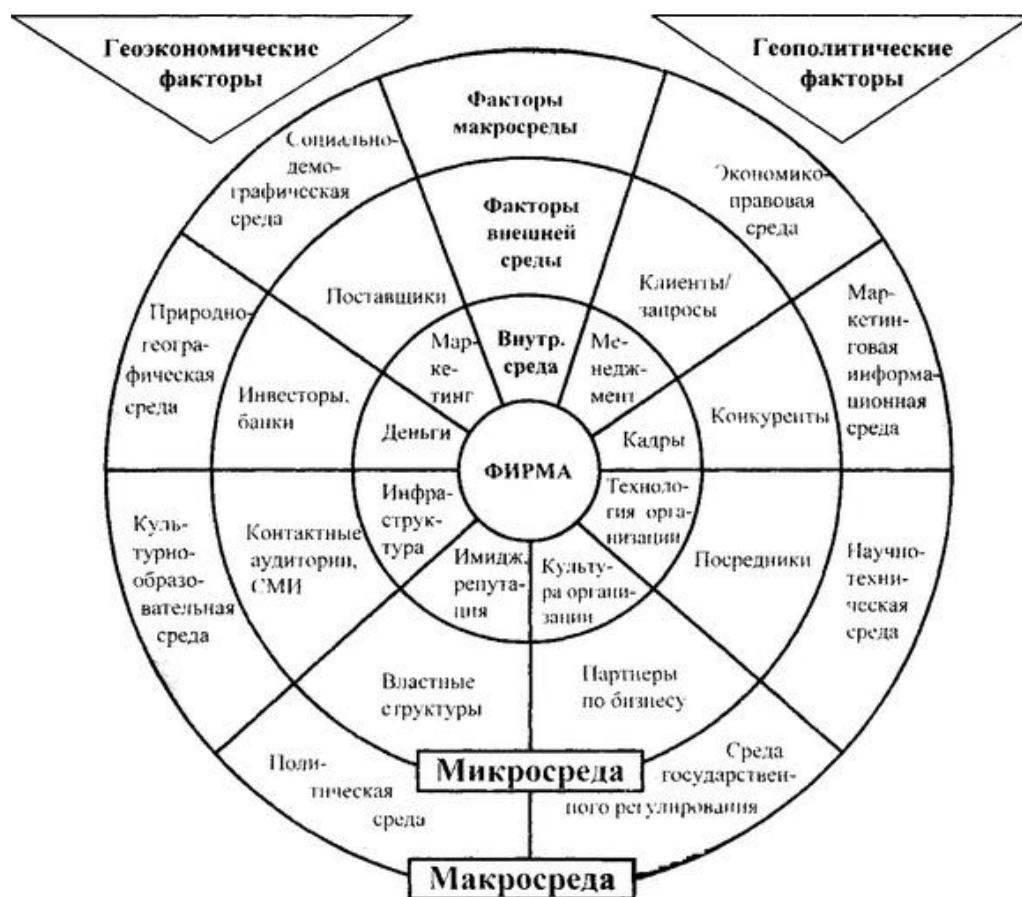 Геоэкономические
факторы
Геополитические
факторы
Факторы
макросреды
Социально-
демо-
графическая
среда
Экономико-
правовая
среда
Факторы
внешней
среды
Поставщики
Клиенты/
запросы
Природно-
геогра-
фическая
среда
Мар-
кетин-
говая
информа-
ционная
среда
Мар-
ке-
тинг
Внутр.
среда
Ме-
недж-
мент
Инвесторы,
банки
Деньги
Кадры
Конкуренты
ФИРМА
Куль-
турно-
образо-
вательная
среда
Контактные
аудитории,
СМИ
Инфра-
струк-
тура
Имидж,
репута-
ция
Культу-
ра органи-
зации
Техноло-
гия орга-
низации
Посредники
Научно-
техни-
ческая
среда
Властные
структуры
Партнеры
по бизнесу
Микросреда
Поли-
тическая
среда
Среда
государствен-
ного регулирования
Макросреда